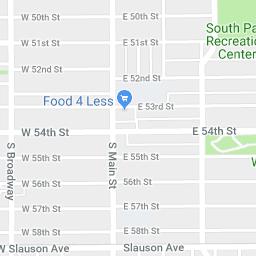 W 50th St
E 50th St
W 51st St
E 51st St
South Pa
Recreation
Center
W 52nd St
E 52nd St
Food 4 Less
E 53rd St
W 54th St
E 54th St
W 55th St
E 55th St
W
W 56th St
56th St
S Broadway
S Main St
W 57th St
E 57th St
W 58th St
E 58th St
W Slauson Ave
Slauson Ave